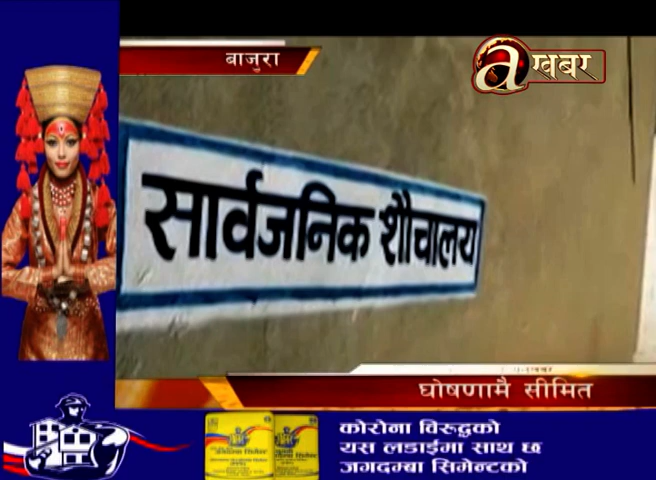 बाजुरा
a खबर
सार्वजनिक शौचालय
घोषणामै सीमित
कोरोना विरुद्धको
यस लडाईमा साथ छ
जगदम्बा सिमेन्टको